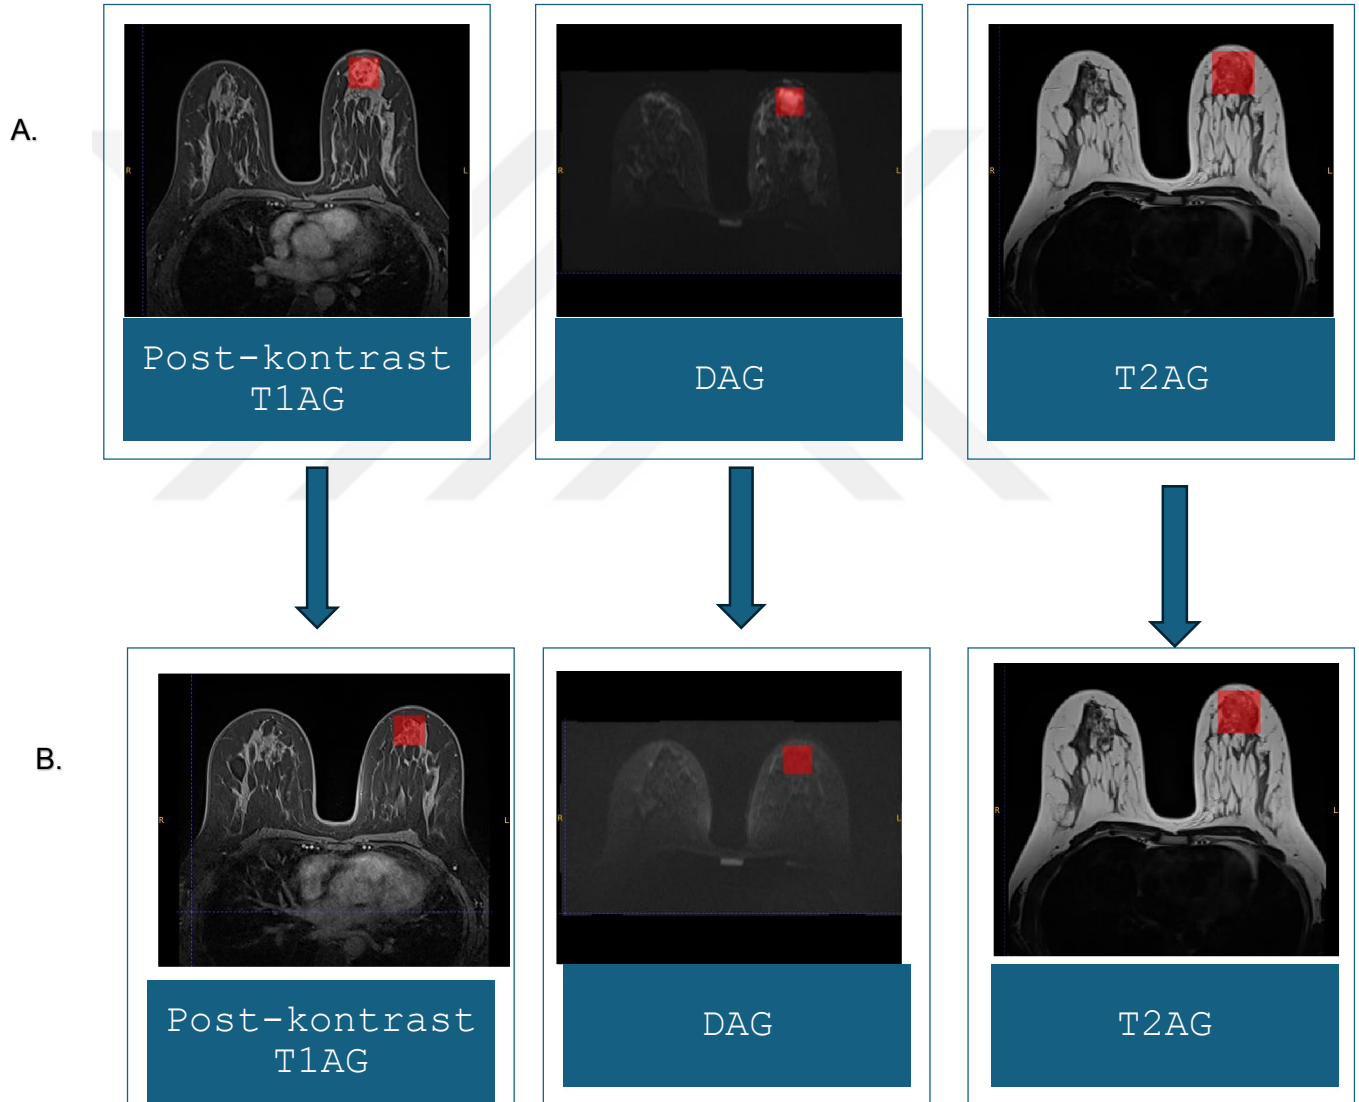 A.
R
L
R
L
R
L
Post-kontrast
T1AG
DAG
T2AG
B.
R
L
R
L
R
L
Post-kontrast
T1AG
DAG
T2AG